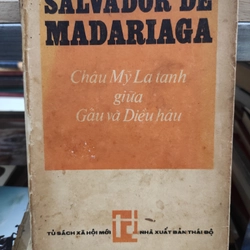 SALVADOR DE
MADARIAGA
Châu Mỹ La tanh
giữa
Gấu và Diều hâu
TỦ SÁCH XÃ HỘI MỚI NHÀ XUẤT BẢN THÁI ĐỘ